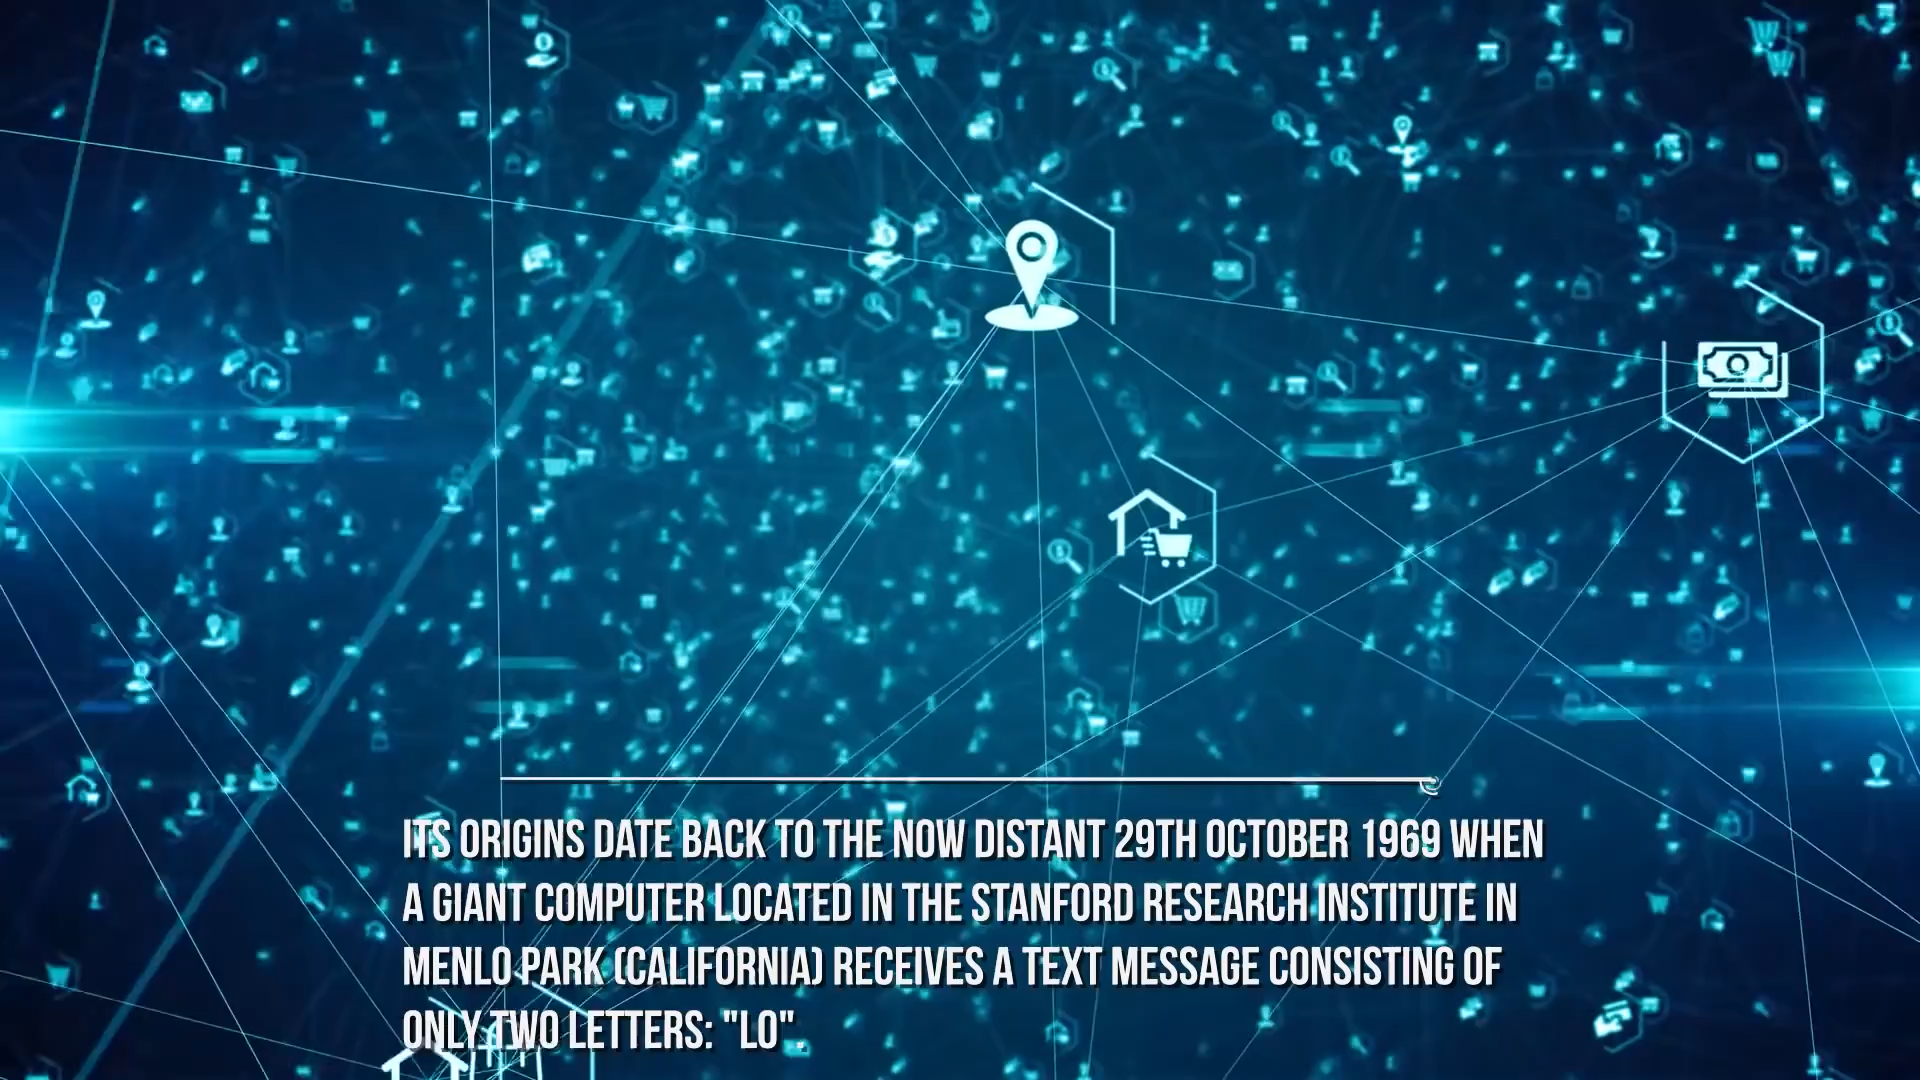 ITS ORIGINS DATE BACK TO THE NOW DISTANT 29TH OCTOBER 1969 WHEN
A GIANT COMPUTER LOCATED IN THE STANFORD RESEARCH INSTITUTE IN
MENLO PARK (CALIFORNIA) RECEIVES A TEXT MESSAGE CONSISTING OF
ONLY TWO LETTERS: "LO".